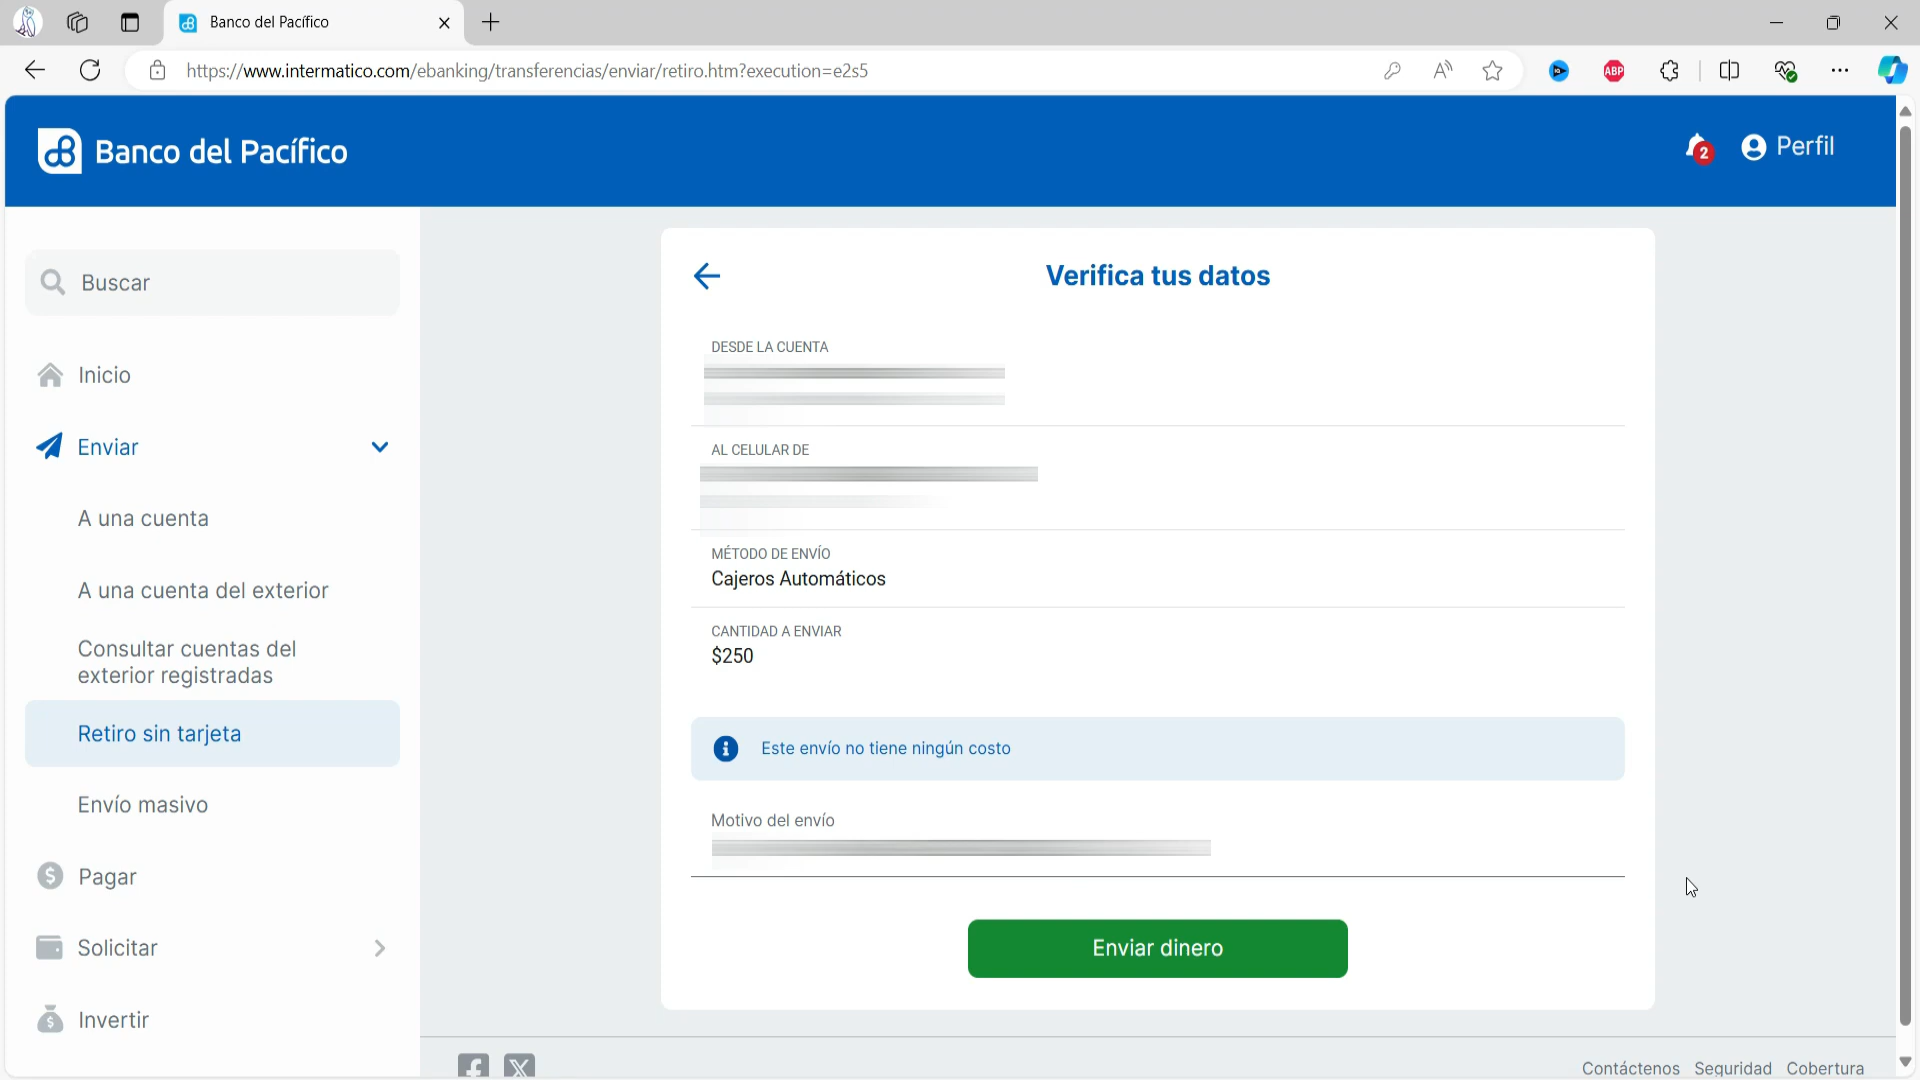 Banco del Pacífico
https://www.intermatico.com/ebanking/transferencias/enviar/retiro.htm?execution=e2s5
ABP
Banco del Pacífico
2
Perfil
Buscar
Inicio
Enviar
A una cuenta
A una cuenta del exterior
Consultar cuentas del
exterior registradas
Retiro sin tarjeta
Envío masivo
Pagar
Solicitar
Invertir
Verifica tus datos
DESDE LA CUENTA
AL CELULAR DE
MÉTODO DE ENVÍO
Cajeros Automáticos
CANTIDAD A ENVIAR
$250
Este envío no tiene ningún costo
Motivo del envío
Enviar dinero
Contáctenos Seguridad Cobertura